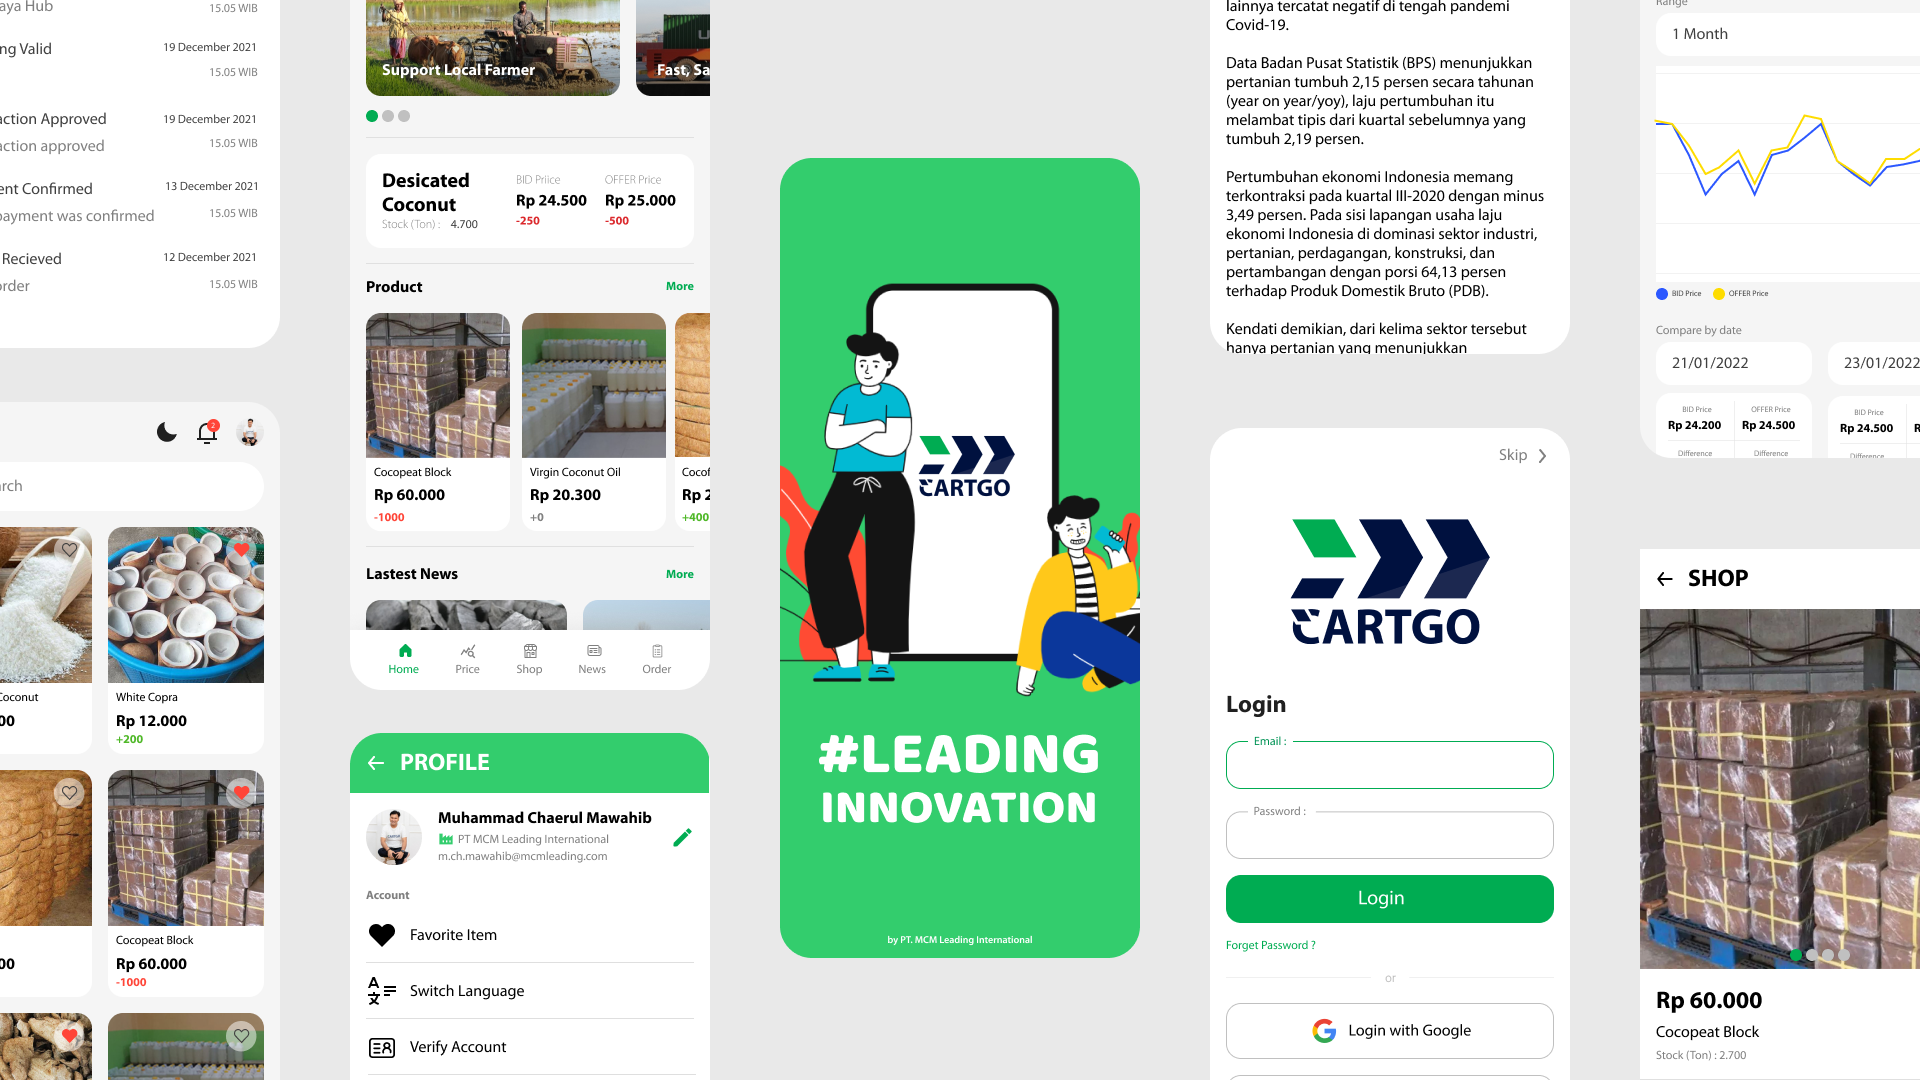 aya Hub
15.05 WIB
ng Valid
19 December 2021
15.05 WIB
action Approved
19 December 2021
action approved
15.05 WIB
ent Confirmed
13 December 2021
payment was confirmed
15.05 WIB
Recieved
12 December 2021
order
15.05 WIB
2
rch
Coconut
00
White Copra
Rp 12.000
+200
00
Cocopeat Block
Rp 60.000
-1000
Support Local Farmer
Fast, Sa
Desicated
Coconut
Stock (Ton) : 4.700
BID Priice
Rp 24.500
-250
OFFER Price
Rp 25.000
-500
Product
More
Cocopeat Block
Rp 60.000
-1000
Virgin Coconut Oil
Rp 20.300
+0
Cocof
Rp 2
+400
Lastest News
More
Home
Price
Shop
News
Order
PROFILE
Muhammad Chaerul Mawahib
PT MCM Leading International
m.ch.mawahib@mcmleading.com
Account
Favorite Item
Switch Language
Verify Account
CARTGO
#LEADING
INNOVATION
by PT. MCM Leading International
lainnya tercatat negatif di tengah pandemi
Covid-19.
Data Badan Pusat Statistik (BPS) menunjukkan
pertanian tumbuh 2,15 persen secara tahunan
(year on year/yoy), laju pertumbuhan itu
melambat tipis dari kuartal sebelumnya yang
tumbuh 2,19 persen.
Pertumbuhan ekonomi Indonesia memang
terkontraksi pada kuartal III-2020 dengan minus
3,49 persen. Pada sisi lapangan usaha laju
ekonomi Indonesia di dominasi sektor industri,
pertanian, perdagangan, konstruksi, dan
pertambangan dengan porsi 64,13 persen
terhadap Produk Domestik Bruto (PDB).
Kendati demikian, dari kelima sektor tersebut
hanya pertanian yang menunjukkan
Skip
CARTGO
Login
Email :
Password :
Login
Forget Password ?
or
Login with Google
Range
1 Month
BID Price
OFFER Price
Compare by date
21/01/2022
23/01/2022
BID Price
Rp 24.200
OFFER Price
Rp 24.500
Difference
Difference
BID Price
Rp 24.500
R
Difference
SHOP
Rp 60.000
Cocopeat Block
Stock (Ton) : 2.700